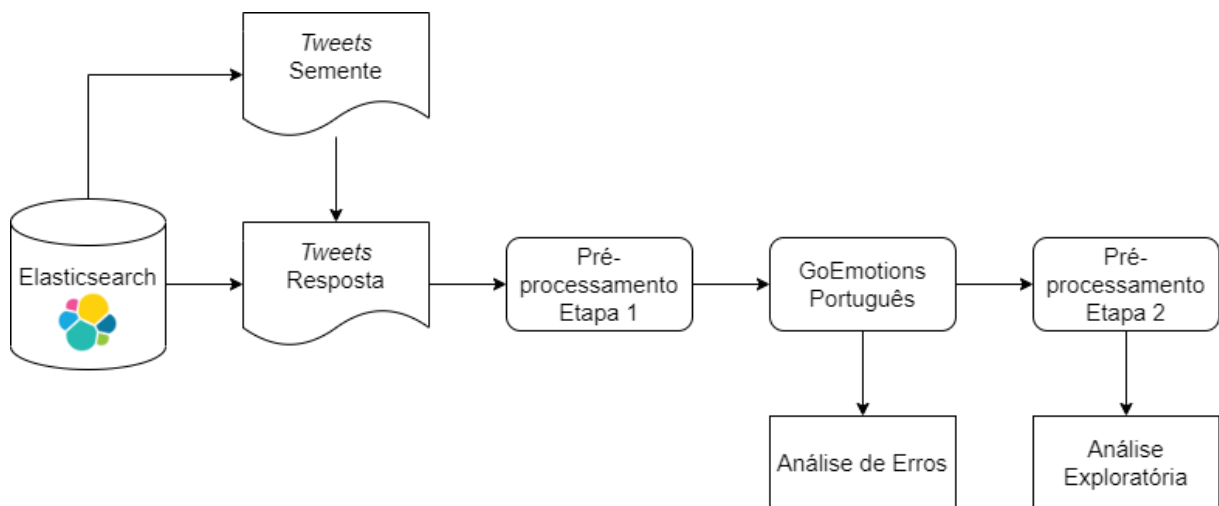 Tweets
Semente
Elasticsearch
Tweets
Resposta
Pré-
processamento
Etapa 1
GoEmotions
Português
Pré-
processamento
Etapa 2
Análise de Erros
Análise
Exploratória